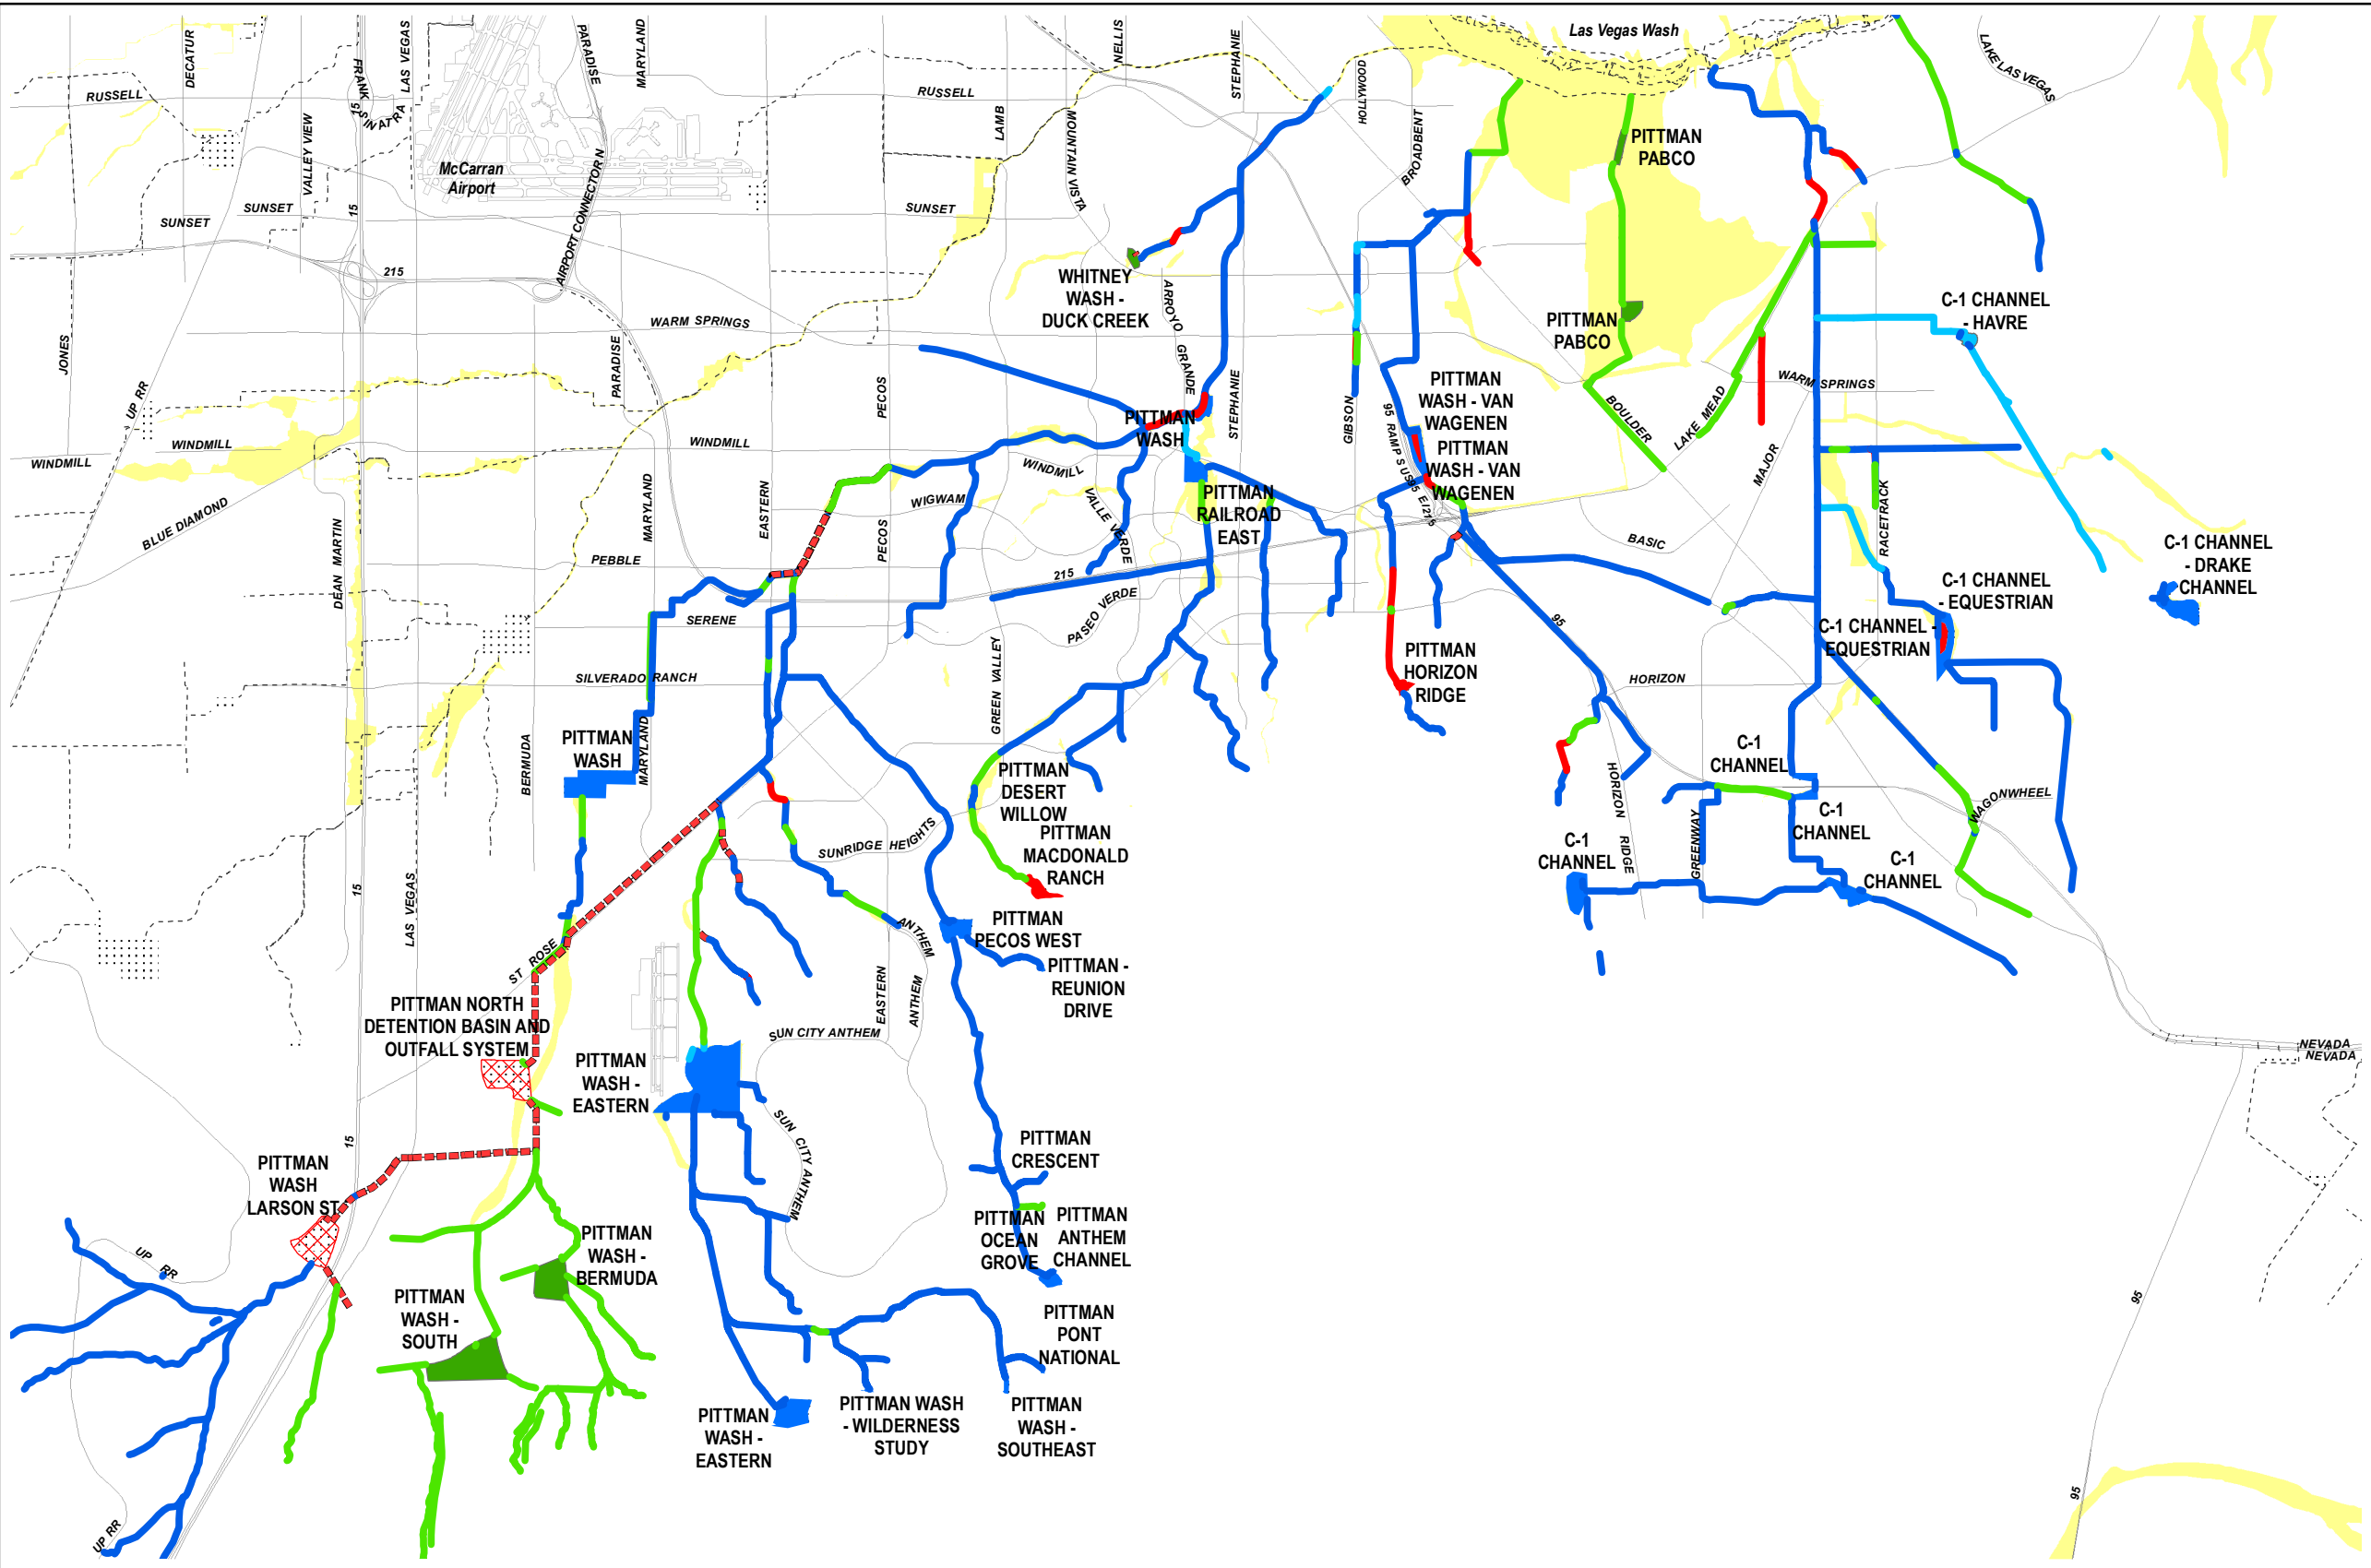 Las Vegas Wash
DECATUR
FRANK SINATRA
LAS VEGAS
PARADISE
MARYLAND
NELLIS
STEPHANIE
HOLLYWOOD
LAKE LAS VEGAS
RUSSELL
RUSSELL
VALLEY VIEW
15
LAMB
MOUNTAIN VISTA
BROADBENT
PITTMAN
PABCO
McCarran
Airport
AIRPORT CONNECTOR N
SUNSET
SUNSET
SUNSET
15
215
WHITNEY
WASH -
DUCK CREEK
ARROYO GRANDE
C-1 CHANNEL
- HAVRE
PITTMAN
PABCO
WARM SPRINGS
JONES
UP RR
PARADISE
PECOS
STEPHANIE
GIBSON
WARM SPRINGS
PITTMAN
WASH - VAN
WAGENEN
BOULDER
LAKE MEAD
PITTMAN
WASH
95 RAMPS US95 EI215
WINDMILL
WINDMILL
WINDMILL
WINDMILL
PITTMAN
WASH - VAN
WAGENEN
MAJOR
BLUE DIAMOND
MARYLAND
EASTERN
WIGWAM
VALLE VERDE
PITTMAN
RAILROAD
EAST
DEAN MARTIN
PECOS
BASIC
RACETRACK
C-1 CHANNEL
- DRAKE
CHANNEL
PEBBLE
215
C-1 CHANNEL
- EQUESTRIAN
PASEO VERDE
SERENE
95
C-1 CHANNEL -
EQUESTRIAN
GREEN VALLEY
PITTMAN
HORIZON
RIDGE
SILVERADO RANCH
HORIZON
BERMUDA
PITTMAN
WASH
MARYLAND
C-1
CHANNEL
PITTMAN
DESERT
WILLOW
HORIZON RIDGE
WAGONWHEEL
SUNRIDGE HEIGHTS
PITTMAN
MACDONALD
RANCH
GREENWAY
C-1
CHANNEL
C-1
CHANNEL
C-1
CHANNEL
15
LAS VEGAS
ST ROSE
ANTHEM
PITTMAN
PECOS WEST
PITTMAN -
REUNION
DRIVE
EASTERN
ANTHEM
PITTMAN NORTH
DETENTION BASIN AND
OUTFALL SYSTEM
SUN CITY ANTHEM
NEVADA
NEVADA
PITTMAN
WASH -
EASTERN
SUN CITY ANTHEM
15
PITTMAN
CRESCENT
PITTMAN
WASH
LARSON ST
PITTMAN
OCEAN
GROVE
PITTMAN
ANTHEM
CHANNEL
UP RR
PITTMAN
WASH -
BERMUDA
PITTMAN
WASH -
SOUTH
95
PITTMAN
PONT
NATIONAL
PITTMAN
WASH -
EASTERN
PITTMAN WASH
- WILDERNESS
STUDY
PITTMAN
WASH -
SOUTHEAST
95
UP RR